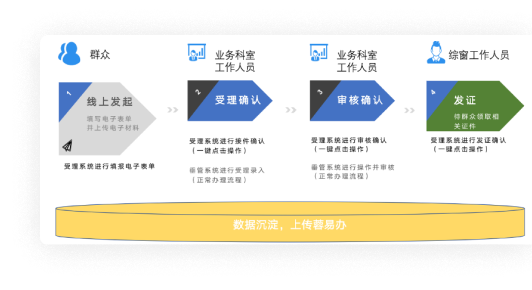 群众
业务科室
工作人员
业务科室
工作人员
综窗工作人员
1
线上发起
填写电子表单
并上传电子材料
受理系统进行填报电子表单
2
受理确认
受理系统进行接件确认
（一键点击操作）
垂管系统进行受理录入
（正常办理流程）
3
审核确认
受理系统进行审核确认
（一键点击操作）
垂管系统进行操作并审核
（正常办理流程）
4
发证
待群众领取相
关证件
受理系统进行发证确认
（一键点击操作）
数据沉淀，上传蓉易办